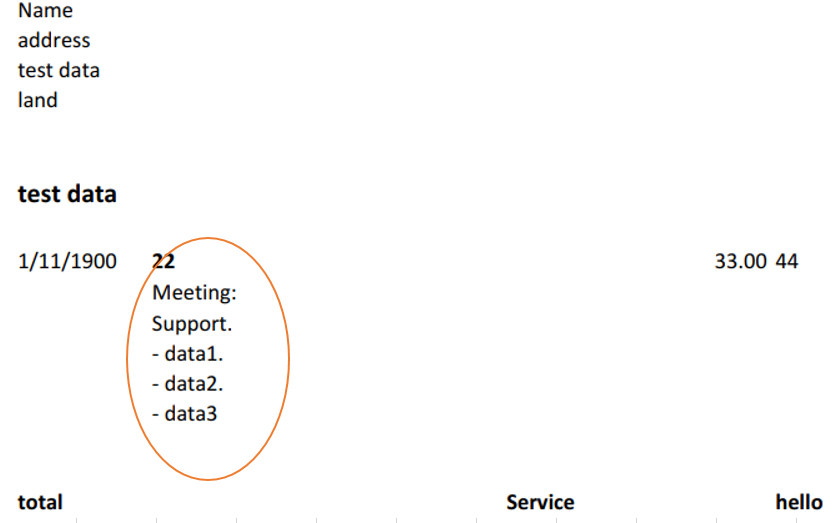 Name
address
test data
land
test data
1/11/1900 22 33.00 44
Meeting:
Support.
- data1.
- data2.
- data3
total Service hello